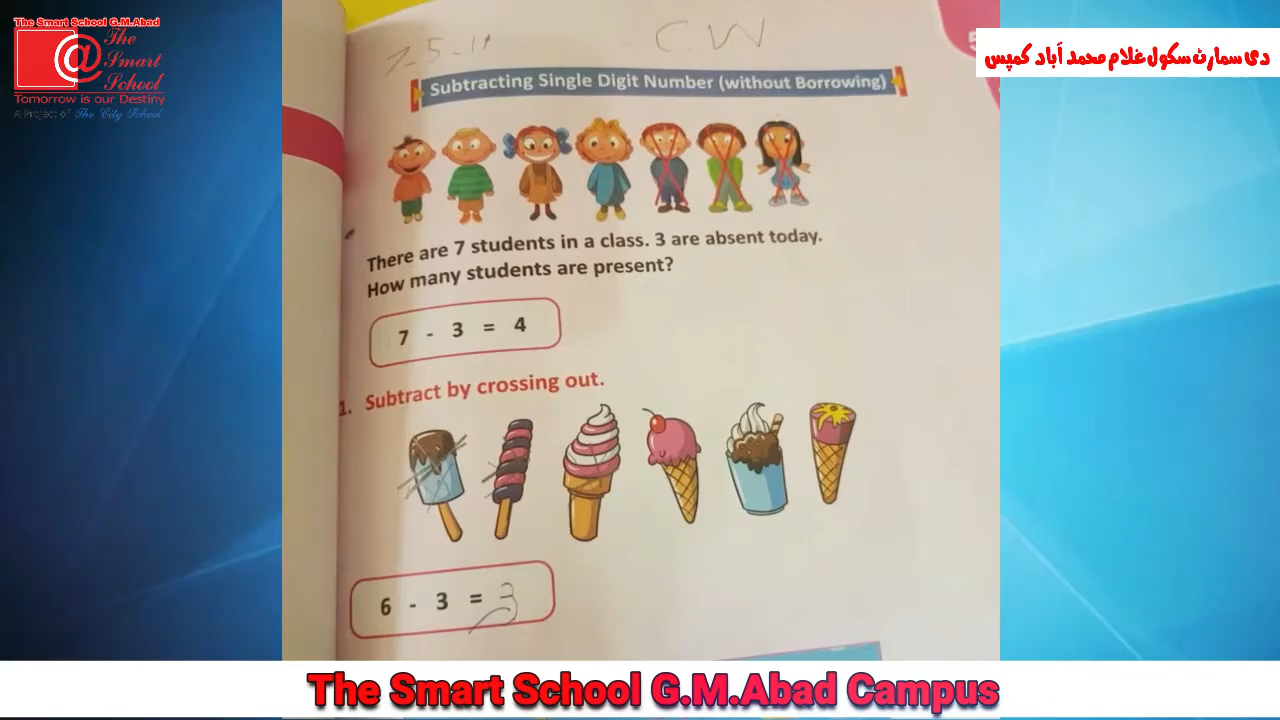 The Smart School G.M.Abad
The
Smart
School
Tomorrow is our Destiny
A Project of The City School
دی سمارٹ سکول غلام محمد آباد کمپس
C.W
Subtracting Single Digit Number (without Borrowing)
There are 7 students in a class. 3 are absent today.
How many students are present?
7 - 3 = 4
1. Subtract by crossing out.
6 - 3 = 3
The Smart School G.M.Abad Campus